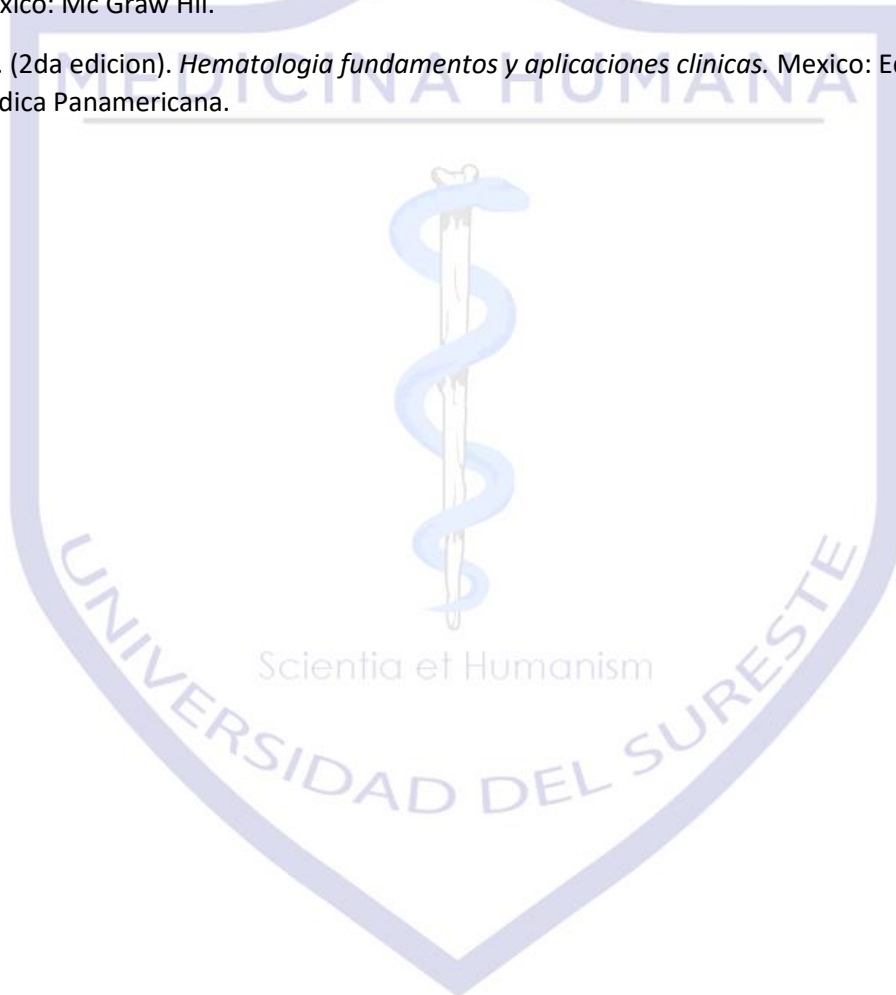 xico: Mc Graw Hil.
. (2da edicion). Hematologia fundamentos y aplicaciones clinicas. Mexico: Ed
dica Panamericana.
MEDICINA HUMANA
Scientia et Humanism
UNIVERSIDAD DEL SURESTE